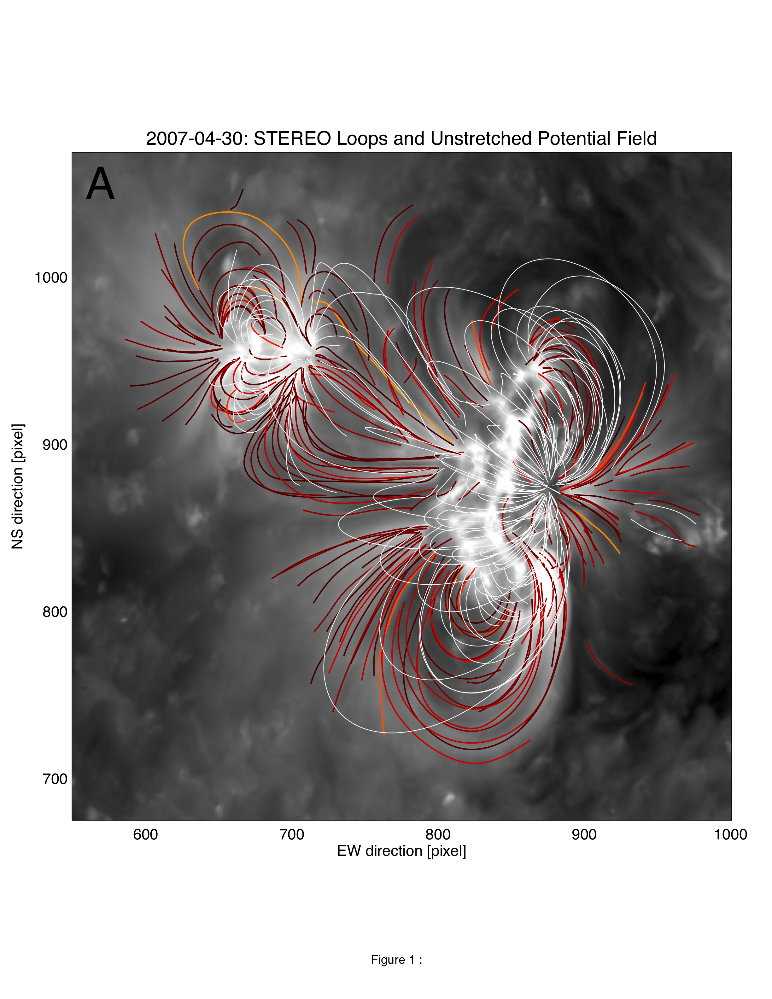 2007-04-30: STEREO Loops and Unstretched Potential Field
A
1000
900
800
700
NS direction [pixel]
600 700 800 900 1000
EW direction [pixel]
Figure 1 :